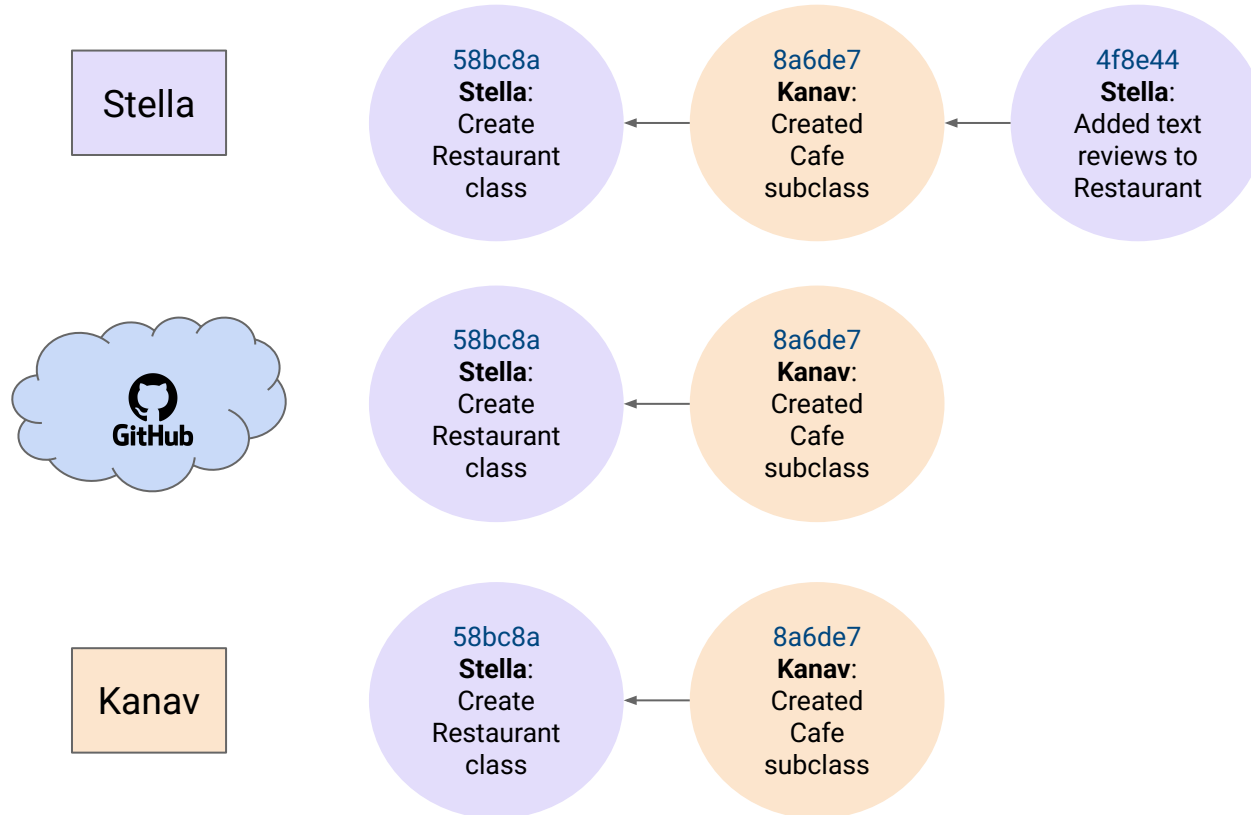 Stella
58bc8a
Stella:
Create
Restaurant
class
8a6de7
Kanav:
Created
Cafe
subclass
4f8e44
Stella:
Added text
reviews to
Restaurant
GitHub
58bc8a
Stella:
Create
Restaurant
class
8a6de7
Kanav:
Created
Cafe
subclass
Kanav
58bc8a
Stella:
Create
Restaurant
class
8a6de7
Kanav:
Created
Cafe
subclass